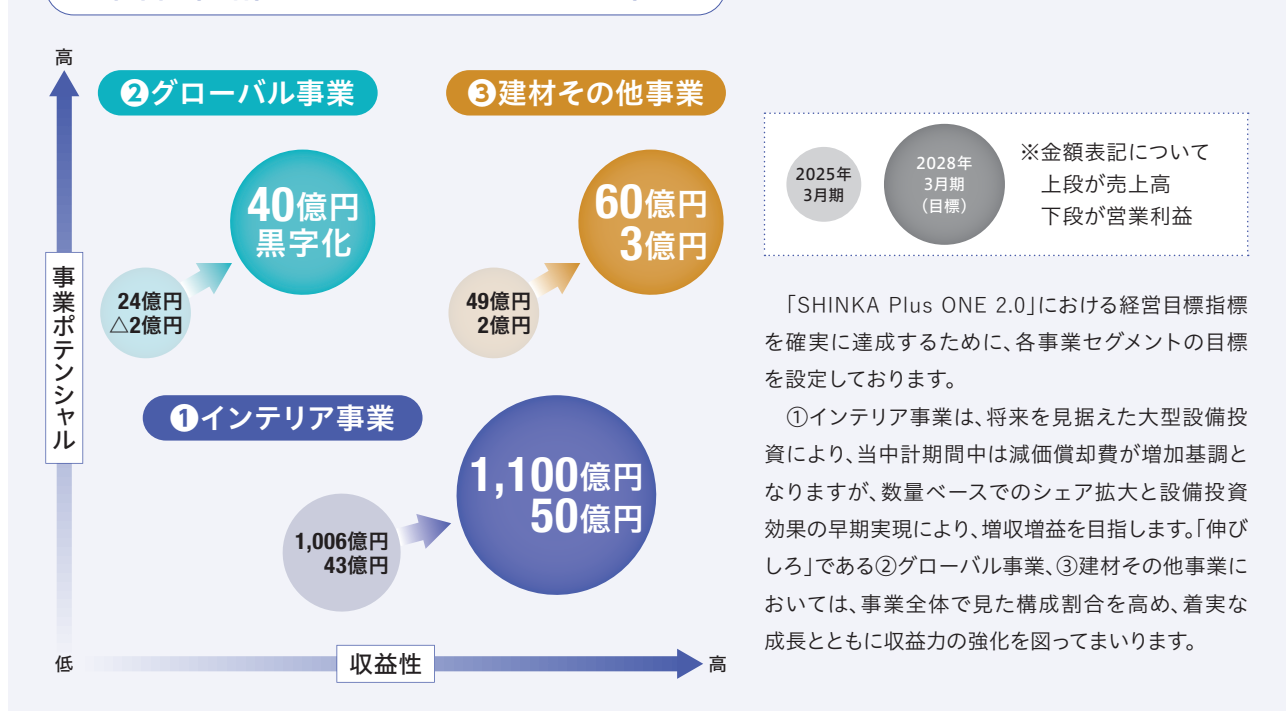 高
❷グローバル事業
❸建材その他事業
40億円
黒字化
24億円
△2億円
60億円
3億円
49億円
2億円
❶インテリア事業
1,100億円
50億円
1,006億円
43億円
事業ポテンシャル
低
収益性
高
2025年
3月期
2028年
3月期
(目標)
※金額表記について
上段が売上高
下段が営業利益
「SHINKA Plus ONE 2.0」における経営目標指標
を確実に達成するために、各事業セグメントの目標
を設定しております。
①インテリア事業は、将来を見据えた大型設備投
資により、当中計期間中は減価償却費が増加基調と
なりますが、数量ベースでのシェア拡大と設備投資
効果の早期実現により、増収増益を目指します。「伸び
しろ」である②グローバル事業、③建材その他事業に
おいては、事業全体で見た構成割合を高め、着実な
成長とともに収益力の強化を図ってまいります。